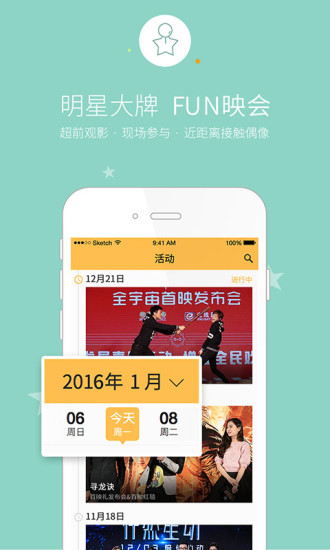 明星大牌 FUN映会
超前观影 · 现场参与 · 近距离接触偶像
Sketch 9:41 AM 100%
活动
12月21日 进行中
全宇宙首映发布会
2016年 1月
06 今天 08
周日 周一 周二
寻龙诀
首映礼发布会&首映红毯
11月18日